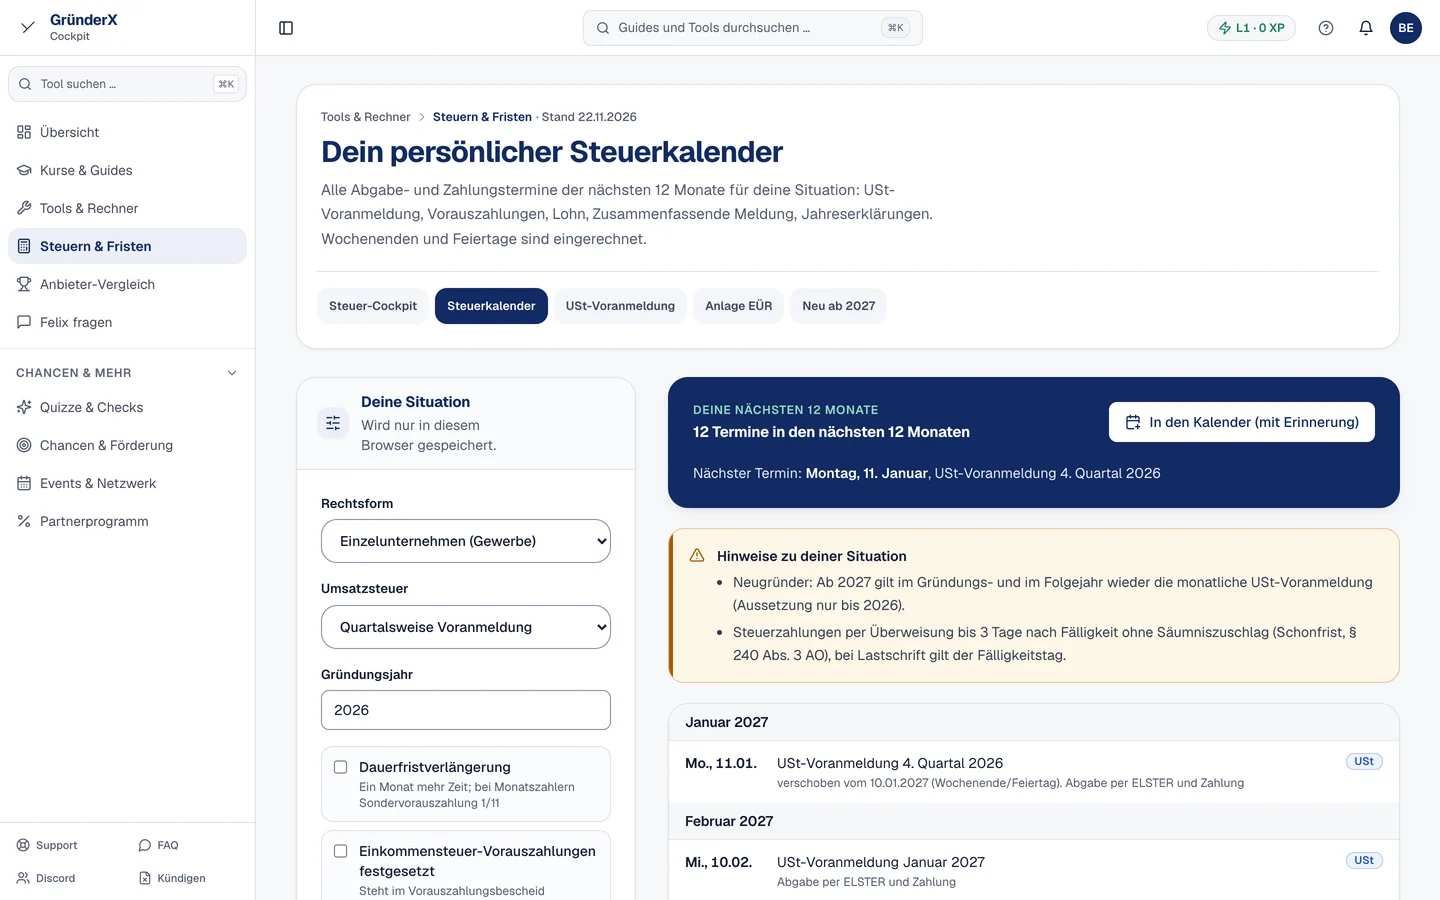 GründerX
Cockpit
Tool suchen …
⌘K
Übersicht
Kurse & Guides
Tools & Rechner
Steuern & Fristen
Anbieter-Vergleich
Felix fragen
CHANCEN & MEHR
Quizze & Checks
Chancen & Förderung
Events & Netzwerk
Partnerprogramm
Support
FAQ
Discord
Kündigen
Guides und Tools durchsuchen …
⌘K
L1 · 0 XP
BE
Tools & Rechner > Steuern & Fristen · Stand 22.11.2026
Dein persönlicher Steuerkalender
Alle Abgabe- und Zahlungstermine der nächsten 12 Monate für deine Situation: USt-
Voranmeldung, Vorauszahlungen, Lohn, Zusammenfassende Meldung, Jahreserklärungen.
Wochenenden und Feiertage sind eingerechnet.
Steuer-Cockpit
Steuerkalender
USt-Voranmeldung
Anlage EÜR
Neu ab 2027
Deine Situation
Wird nur in diesem
Browser gespeichert.
Rechtsform
Einzelunternehmen (Gewerbe)
Umsatzsteuer
Quartalsweise Voranmeldung
Gründungsjahr
2026
Dauerfristverlängerung
Ein Monat mehr Zeit; bei Monatszahlern
Sondervorauszahlung 1/11
Einkommensteuer-Vorauszahlungen
festgesetzt
Steht im Vorauszahlungsbescheid
DEINE NÄCHSTEN 12 MONATE
12 Termine in den nächsten 12 Monaten
In den Kalender (mit Erinnerung)
Nächster Termin: Montag, 11. Januar, USt-Voranmeldung 4. Quartal 2026
Hinweise zu deiner Situation
• Neugründer: Ab 2027 gilt im Gründungs- und im Folgejahr wieder die monatliche USt-Voranmeldung
(Aussetzung nur bis 2026).
• Steuerzahlungen per Überweisung bis 3 Tage nach Fälligkeit ohne Säumniszuschlag (Schonfrist, §
240 Abs. 3 AO), bei Lastschrift gilt der Fälligkeitstag.
Januar 2027
Mo., 11.01.
USt-Voranmeldung 4. Quartal 2026
USt
verschoben vom 10.01.2027 (Wochenende/Feiertag). Abgabe per ELSTER und Zahlung
Februar 2027
Mi., 10.02.
USt-Voranmeldung Januar 2027
USt
Abgabe per ELSTER und Zahlung